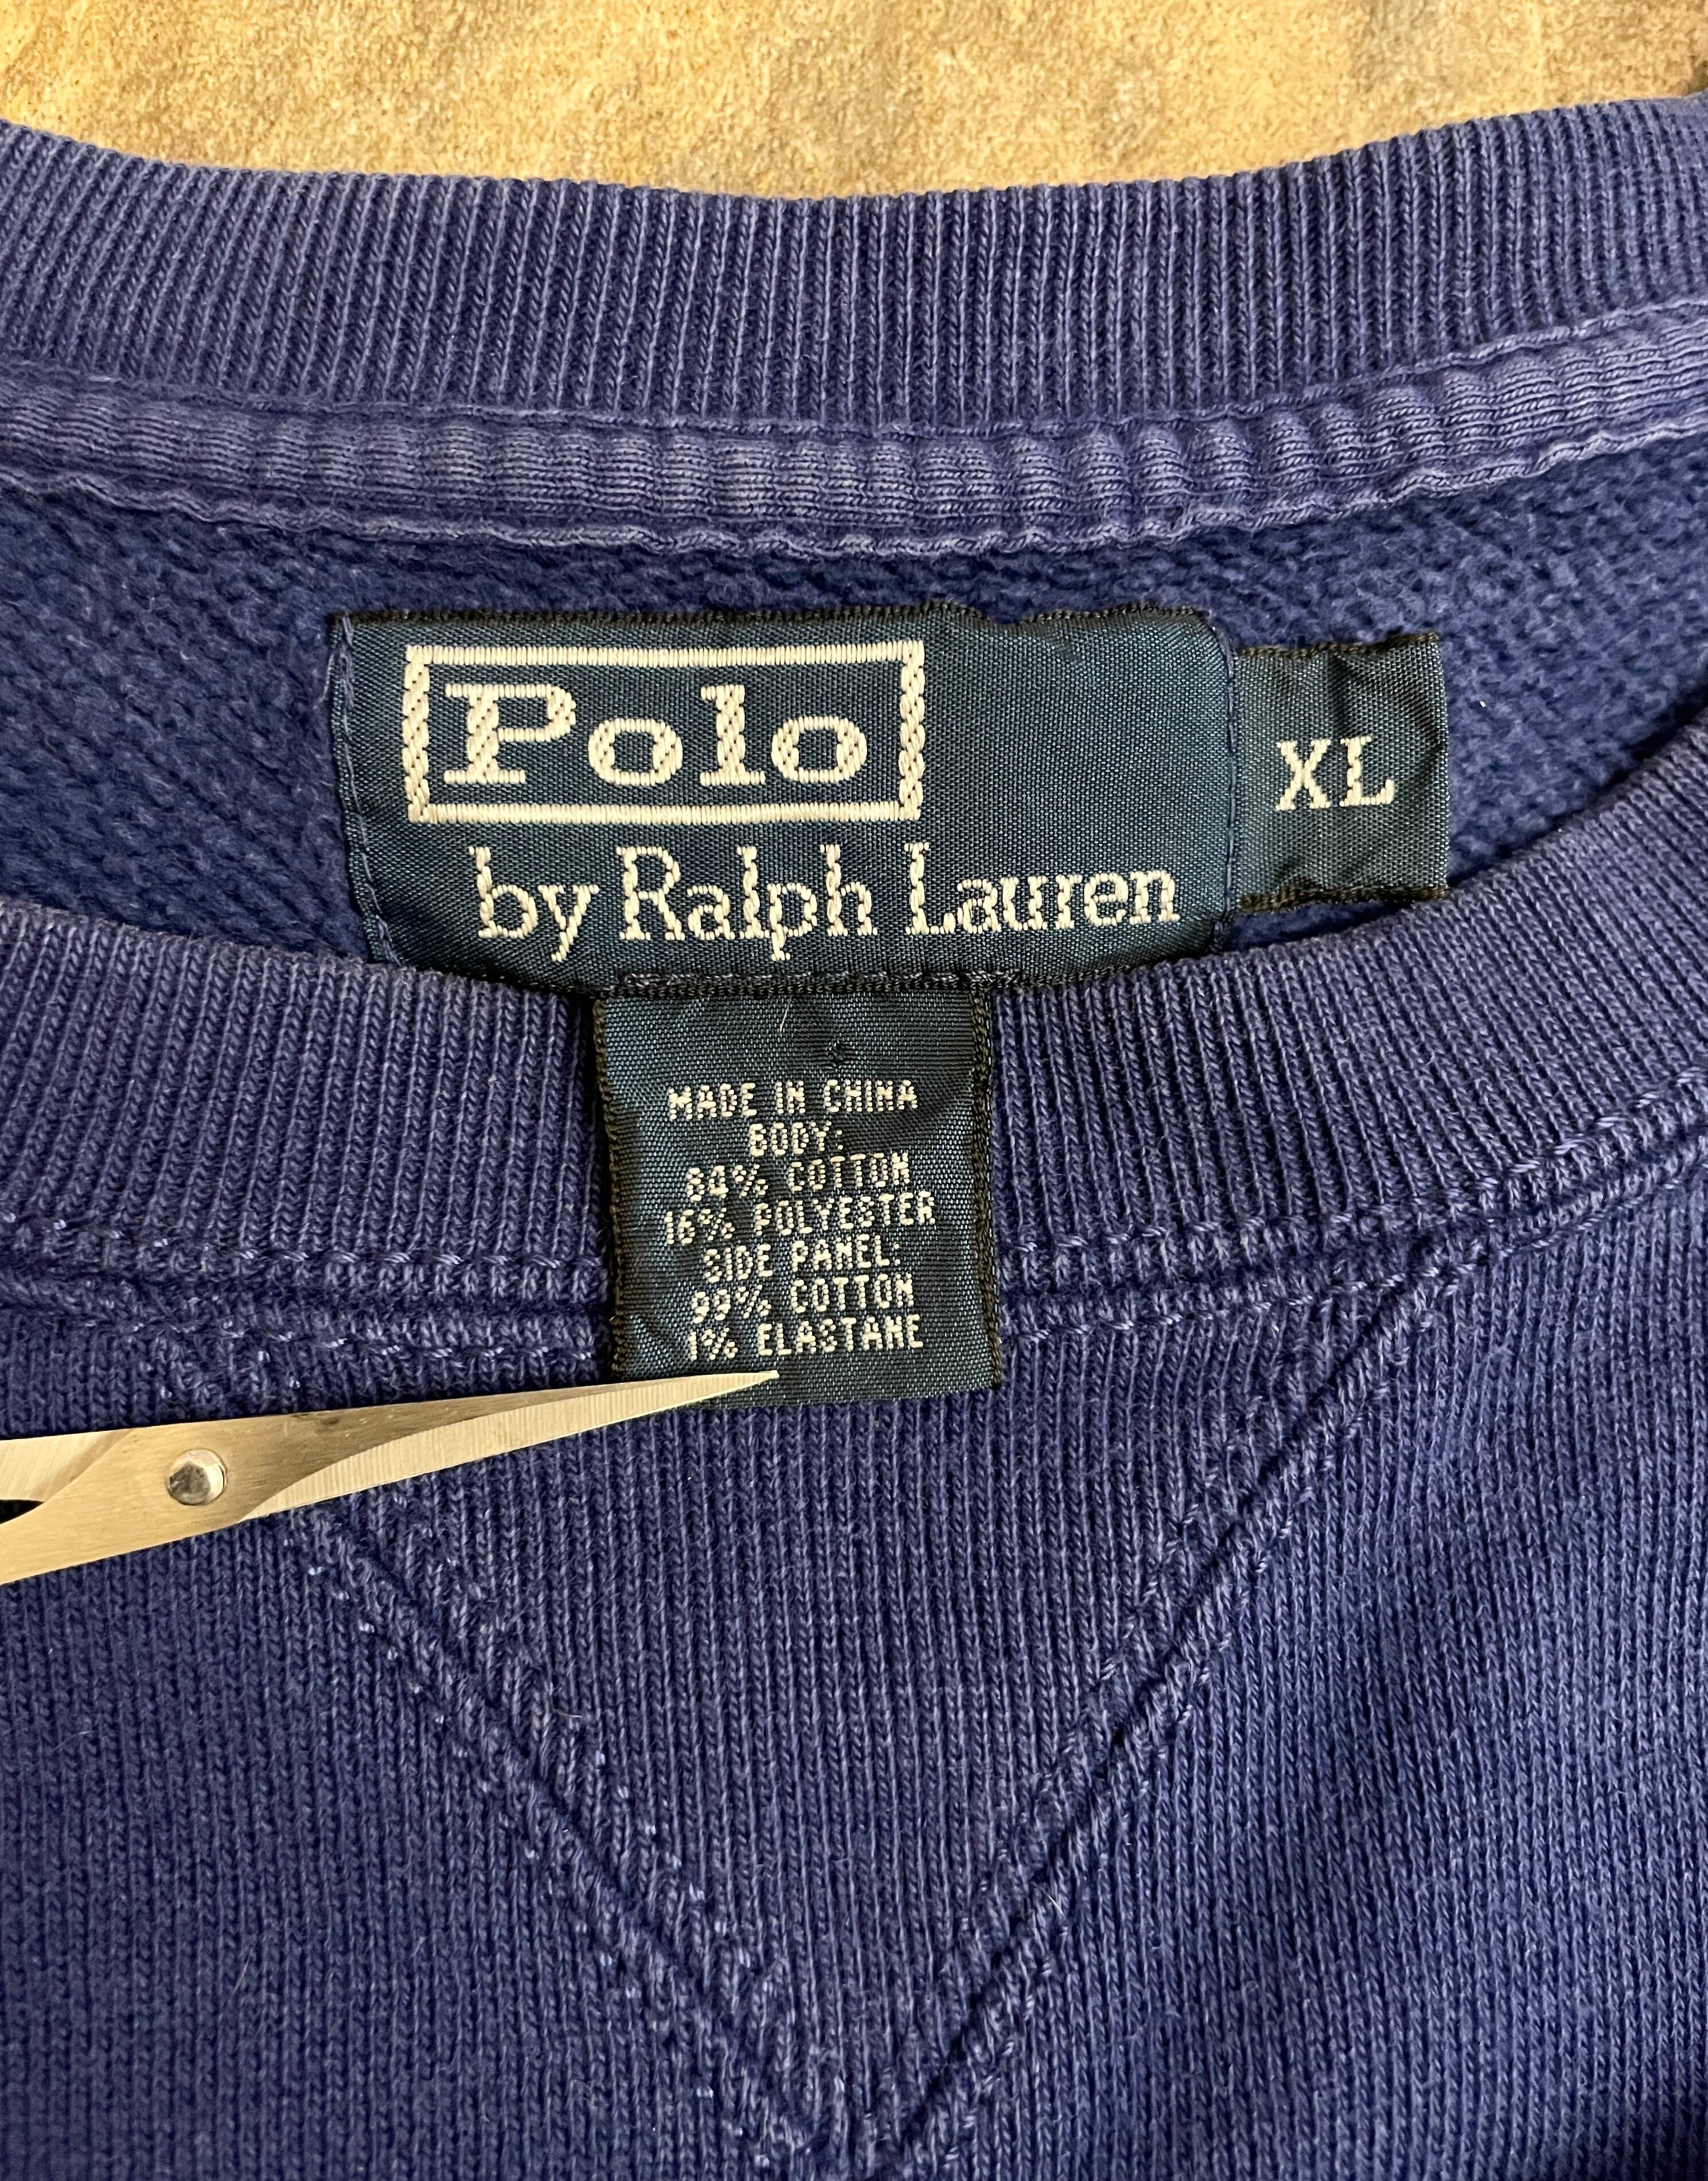 Polo
by Ralph Lauren
XL
S
MADE IN CHINA
BODY:
84% COTTON
16% POLYESTER
SIDE PANEL:
99% COTTON
1% ELASTANE